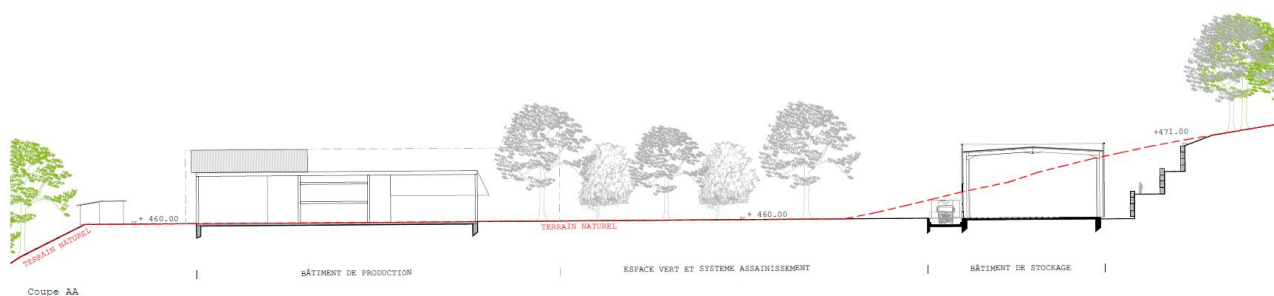 +471.00
+ 460.00
+ 460.00
TERRAIN NATUREL
TERRAIN NATUREL
BÂTIMENT DE PRODUCTION
ESPACE VERT ET SYSTEME ASSAINISSEMENT
BÂTIMENT DE STOCKAGE
Coupe AA